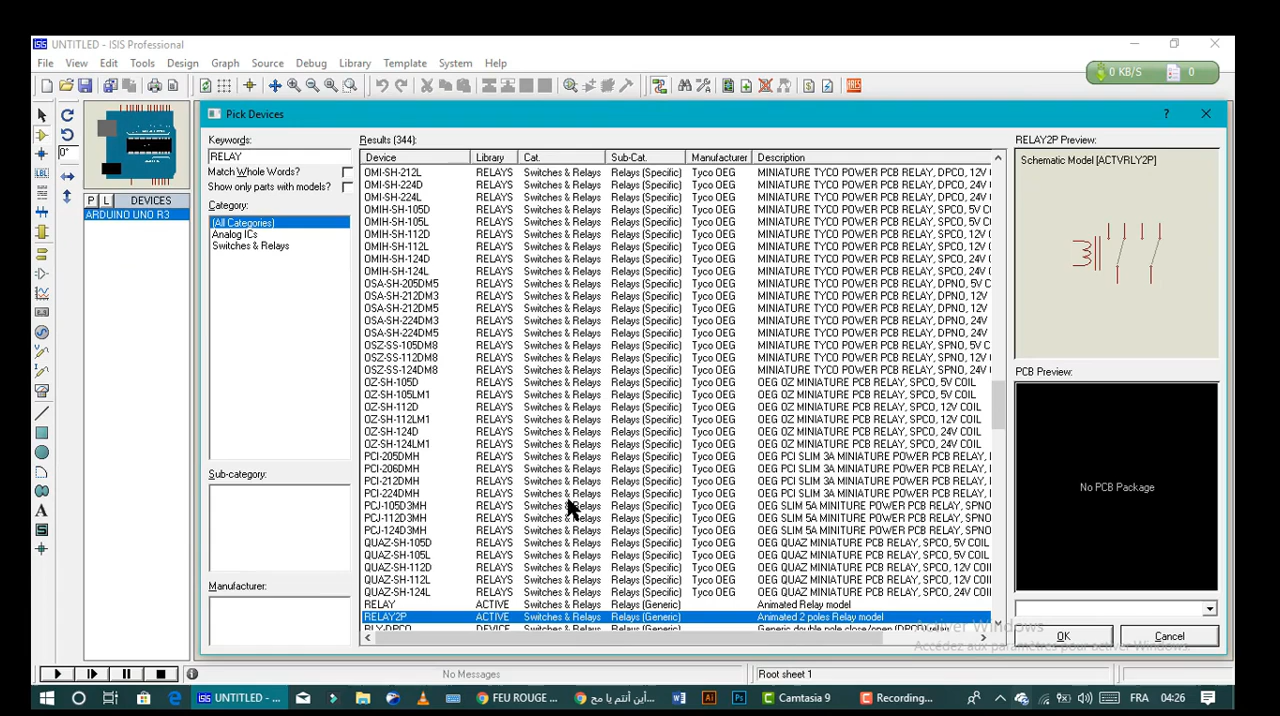 UNTITLED - ISIS Professional
File View Edit Tools Design Graph Source Debug Library Template System Help
0 KB/S 0
Pick Devices
Keywords:
RELAY
Match Whole Words?
Show only parts with models?
Category:
(All Categories)
Analog ICs
Switches & Relays
Sub-category:
Manufacturer:
0°
P L DEVICES
ARDUINO UNO R3
Results (344):
Device Library Cat. Sub-Cat. Manufacturer Description
OMI-SH-212L RELAYS Switches & Relays Relays (Specific) Tyco OEG MINIATURE TYCO POWER PCB RELAY, DPCO, 12V
OMI-SH-224D RELAYS Switches & Relays Relays (Specific) Tyco OEG MINIATURE TYCO POWER PCB RELAY, DPCO, 24V
OMI-SH-224L RELAYS Switches & Relays Relays (Specific) Tyco OEG MINIATURE TYCO POWER PCB RELAY, DPCO, 24V
OMIH-SH-105D RELAYS Switches & Relays Relays (Specific) Tyco OEG MINIATURE TYCO POWER PCB RELAY, SPCO, 5V C
OMIH-SH-105L RELAYS Switches & Relays Relays (Specific) Tyco OEG MINIATURE TYCO POWER PCB RELAY, SPCO, 5V C
OMIH-SH-112D RELAYS Switches & Relays Relays (Specific) Tyco OEG MINIATURE TYCO POWER PCB RELAY, SPCO, 12V C
OMIH-SH-112L RELAYS Switches & Relays Relays (Specific) Tyco OEG MINIATURE TYCO POWER PCB RELAY, SPCO, 12V C
OMIH-SH-124D RELAYS Switches & Relays Relays (Specific) Tyco OEG MINIATURE TYCO POWER PCB RELAY, SPCO, 24V C
OMIH-SH-124L RELAYS Switches & Relays Relays (Specific) Tyco OEG MINIATURE TYCO POWER PCB RELAY, SPCO, 24V C
OSA-SH-205DM5 RELAYS Switches & Relays Relays (Specific) Tyco OEG MINIATURE TYCO POWER PCB RELAY, DPNO, 5V C
OSA-SH-212DM3 RELAYS Switches & Relays Relays (Specific) Tyco OEG MINIATURE TYCO POWER PCB RELAY, DPNO, 12V
OSA-SH-212DM5 RELAYS Switches & Relays Relays (Specific) Tyco OEG MINIATURE TYCO POWER PCB RELAY, DPNO, 12V
OSA-SH-224DM3 RELAYS Switches & Relays Relays (Specific) Tyco OEG MINIATURE TYCO POWER PCB RELAY, DPNO, 24V
OSA-SH-224DM5 RELAYS Switches & Relays Relays (Specific) Tyco OEG MINIATURE TYCO POWER PCB RELAY, DPNO, 24V
OSZ-SS-105DM8 RELAYS Switches & Relays Relays (Specific) Tyco OEG MINIATURE TYCO POWER PCB RELAY, SPNO, 5V C
OSZ-SS-112DM8 RELAYS Switches & Relays Relays (Specific) Tyco OEG MINIATURE TYCO POWER PCB RELAY, SPNO, 12V
OSZ-SS-124DM8 RELAYS Switches & Relays Relays (Specific) Tyco OEG MINIATURE TYCO POWER PCB RELAY, SPNO, 24V
OZ-SH-105D RELAYS Switches & Relays Relays (Specific) Tyco OEG OEG OZ MINIATURE PCB RELAY, SPCO, 5V COIL
OZ-SH-105LM1 RELAYS Switches & Relays Relays (Specific) Tyco OEG OEG OZ MINIATURE PCB RELAY, SPCO, 5V COIL
OZ-SH-112D RELAYS Switches & Relays Relays (Specific) Tyco OEG OEG OZ MINIATURE PCB RELAY, SPCO, 12V COIL
OZ-SH-112LM1 RELAYS Switches & Relays Relays (Specific) Tyco OEG OEG OZ MINIATURE PCB RELAY, SPCO, 12V COIL
OZ-SH-124D RELAYS Switches & Relays Relays (Specific) Tyco OEG OEG OZ MINIATURE PCB RELAY, SPCO, 24V COIL
OZ-SH-124LM1 RELAYS Switches & Relays Relays (Specific) Tyco OEG OEG OZ MINIATURE PCB RELAY, SPCO, 24V COIL
PCI-205DMH RELAYS Switches & Relays Relays (Specific) Tyco OEG OEG PCI SLIM 3A MINIATURE POWER PCB RELAY,
PCI-206DMH RELAYS Switches & Relays Relays (Specific) Tyco OEG OEG PCI SLIM 3A MINIATURE POWER PCB RELAY,
PCI-212DMH RELAYS Switches & Relays Relays (Specific) Tyco OEG OEG PCI SLIM 3A MINIATURE POWER PCB RELAY,
PCI-224DMH RELAYS Switches & Relays Relays (Specific) Tyco OEG OEG PCI SLIM 3A MINIATURE POWER PCB RELAY,
PCJ-105D3MH RELAYS Switches & Relays Relays (Specific) Tyco OEG OEG SLIM 5A MINIATURE POWER PCB RELAY, SPNO
PCJ-112D3MH RELAYS Switches & Relays Relays (Specific) Tyco OEG OEG SLIM 5A MINIATURE POWER PCB RELAY, SPNO
PCJ-124D3MH RELAYS Switches & Relays Relays (Specific) Tyco OEG OEG SLIM 5A MINIATURE POWER PCB RELAY, SPNO
QUAZ-SH-105D RELAYS Switches & Relays Relays (Specific) Tyco OEG OEG QUAZ MINIATURE PCB RELAY, SPCO, 5V COIL
QUAZ-SH-105L RELAYS Switches & Relays Relays (Specific) Tyco OEG OEG QUAZ MINIATURE PCB RELAY, SPCO, 5V COIL
QUAZ-SH-112D RELAYS Switches & Relays Relays (Specific) Tyco OEG OEG QUAZ MINIATURE PCB RELAY, SPCO, 12V COIL
QUAZ-SH-112L RELAYS Switches & Relays Relays (Specific) Tyco OEG OEG QUAZ MINIATURE PCB RELAY, SPCO, 12V COIL
QUAZ-SH-124L RELAYS Switches & Relays Relays (Specific) Tyco OEG OEG QUAZ MINIATURE PCB RELAY, SPCO, 24V COIL
RELAY ACTIVE Switches & Relays Relays (Generic) Animated Relay model
RELAY2P ACTIVE Switches & Relays Relays (Generic) Animated 2 poles Relay model
RLY-DPCO DEVICE Switches & Relays Relays (Generic) Generic double pole close/open (DPCO) relay
RELAY2P Preview:
Schematic Model [ACTVRLY2P]
PCB Preview:
No PCB Package
Activer Windows
Accédez aux paramètres pour activer Windows.
OK Cancel
No Messages Root sheet 1
UNTITLED - ... FEU ROUGE ... أين أنتم يا مح... Camtasia 9 Recording... FRA 04:26